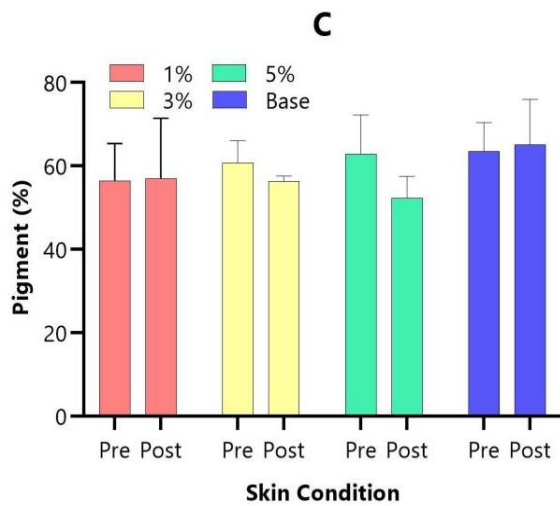 C
1% 5%
3% Base
Pigment (%)
80
60
40
20
0
Pre Post Pre Post Pre Post Pre Post
Skin Condition